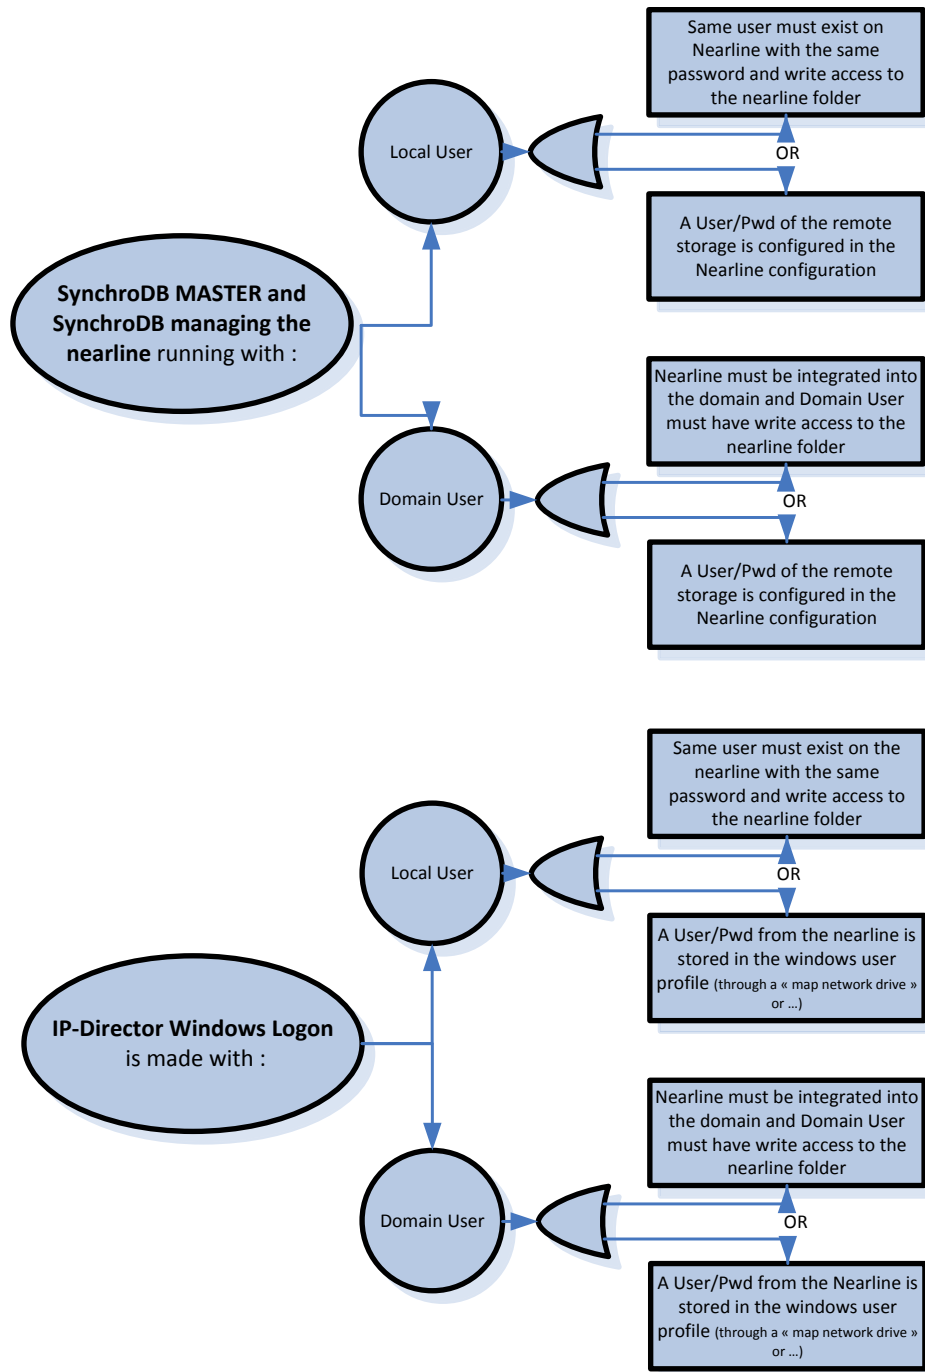 Same user must exist on
Nearline with the same
password and write access to
the nearline folder
Local User
OR
A User/Pwd of the remote
storage is configured in the
Nearline configuration
SynchroDB MASTER and
SynchroDB managing the
nearline running with :
Nearline must be integrated into
the domain and Domain User
must have write access to the
nearline folder
Domain User
OR
A User/Pwd of the remote
storage is configured in the
Nearline configuration
Same user must exist on the
nearline with the same
password and write access to
the nearline folder
Local User
OR
A User/Pwd from the nearline is
stored in the windows user
profile (through a « map network drive »
or …)
IP-Director Windows Logon
is made with :
Nearline must be integrated into
the domain and Domain User
must have write access to the
nearline folder
Domain User
OR
A User/Pwd from the Nearline is
stored in the windows user
profile (through a « map network drive »
or …)